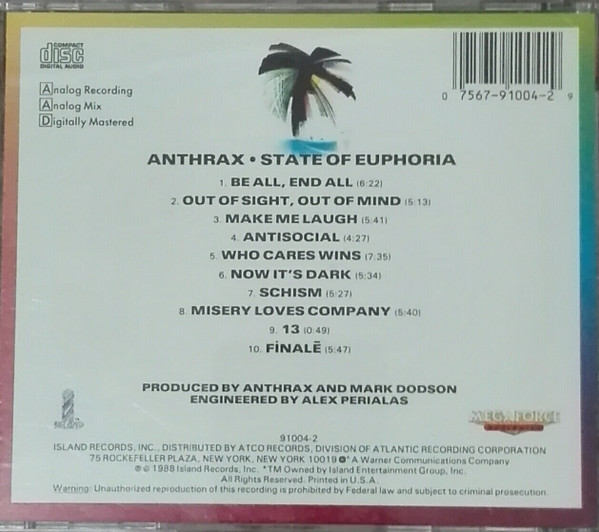 COMPACT
disc
DIGITAL AUDIO
Analog Recording
Analog Mix
Digitally Mastered
0 7567-91004-2 9
ANTHRAX • STATE OF EUPHORIA
1. BE ALL, END ALL (6:22)
2. OUT OF SIGHT, OUT OF MIND (5:13)
3. MAKE ME LAUGH (5:41)
4. ANTISOCIAL (4:27)
5. WHO CARES WINS (7:35)
6. NOW IT'S DARK (5:34)
7. SCHISM (5:27)
8. MISERY LOVES COMPANY (5:40)
9. 13 (0:49)
10. FİNALĒ (5:47)
PRODUCED BY ANTHRAX AND MARK DODSON
ENGINEERED BY ALEX PERIALAS
ISLAND
MEGAFORCE
91004-2
ISLAND RECORDS, INC., DISTRIBUTED BY ATCO RECORDS, DIVISION OF ATLANTIC RECORDING CORPORATION
75 ROCKEFELLER PLAZA, NEW YORK, NEW YORK 10019 ●* A Warner Communications Company
℗ © 1988 Island Records, Inc. *TM Owned by Island Entertainment Group, Inc.
All Rights Reserved. Printed in U.S.A.
Warning: Unauthorized reproduction of this recording is prohibited by Federal law and subject to criminal prosecution.